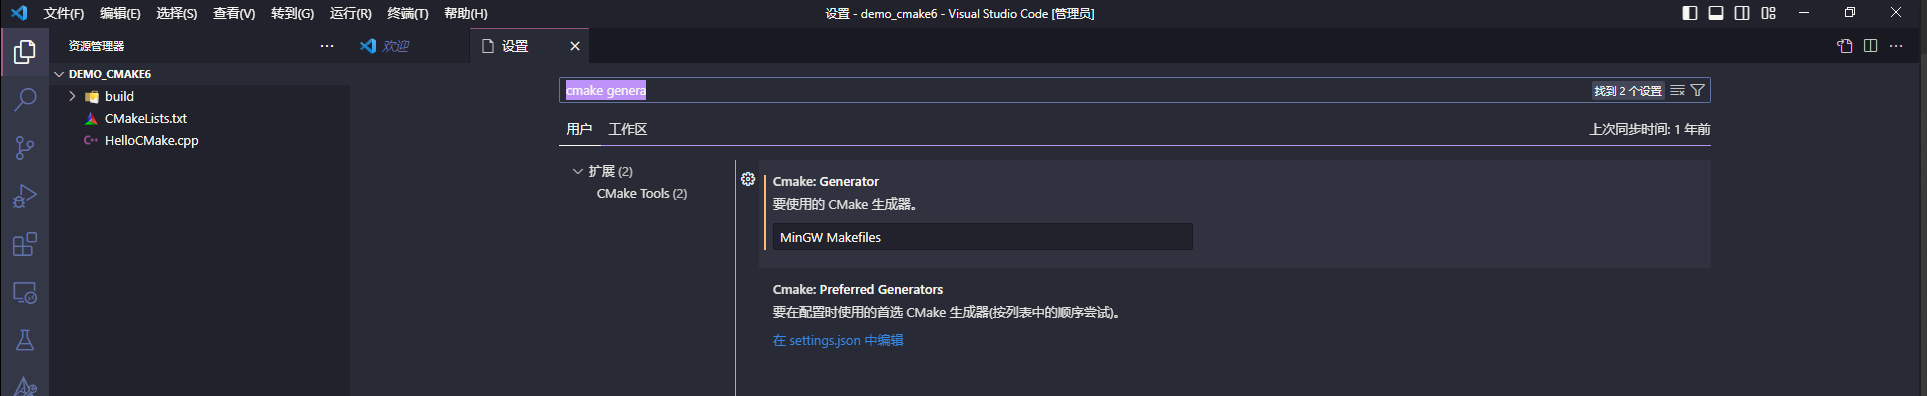 文件(F) 编辑(E) 选择(S) 查看(V) 转到(G) 运行(R) 终端(T) 帮助(H) 设置 - demo_cmake6 - Visual Studio Code [管理员]
资源管理器 ··· 欢迎 设置
DEMO_CMAKE6
build
CMakeLists.txt
HelloCMake.cpp
cmake genera 找到 2 个设置
用户 工作区 上次同步时间: 1 年前
扩展 (2)
CMake Tools (2)
Cmake: Generator
要使用的 CMake 生成器。
MinGW Makefiles
Cmake: Preferred Generators
要在配置时使用的首选 CMake 生成器(按列表中的顺序尝试)。
在 settings.json 中编辑